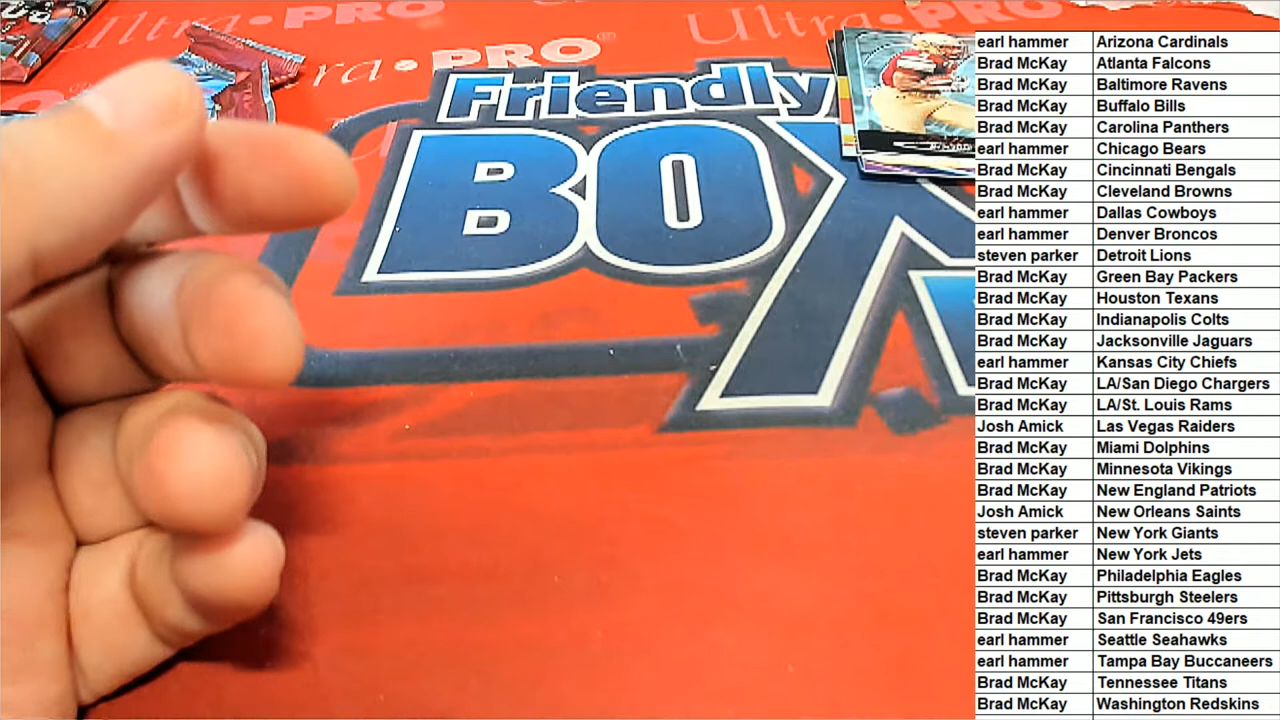 Ultra PRO
Ultra PRO
ra PRO
Friendly
BOX
earl hammer Arizona Cardinals
Brad McKay Atlanta Falcons
Brad McKay Baltimore Ravens
Brad McKay Buffalo Bills
Brad McKay Carolina Panthers
earl hammer Chicago Bears
Brad McKay Cincinnati Bengals
Brad McKay Cleveland Browns
earl hammer Dallas Cowboys
earl hammer Denver Broncos
steven parker Detroit Lions
Brad McKay Green Bay Packers
Brad McKay Houston Texans
Brad McKay Indianapolis Colts
Brad McKay Jacksonville Jaguars
earl hammer Kansas City Chiefs
Brad McKay LA/San Diego Chargers
Brad McKay LA/St. Louis Rams
Josh Amick Las Vegas Raiders
Brad McKay Miami Dolphins
Brad McKay Minnesota Vikings
Brad McKay New England Patriots
Josh Amick New Orleans Saints
steven parker New York Giants
earl hammer New York Jets
Brad McKay Philadelphia Eagles
Brad McKay Pittsburgh Steelers
Brad McKay San Francisco 49ers
earl hammer Seattle Seahawks
earl hammer Tampa Bay Buccaneers
Brad McKay Tennessee Titans
Brad McKay Washington Redskins